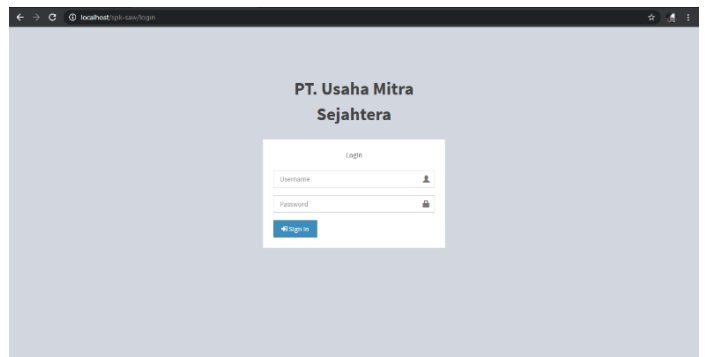 localhost/spk-saw/login
PT. Usaha Mitra
Sejahtera
Login
Username
Password
Sign in